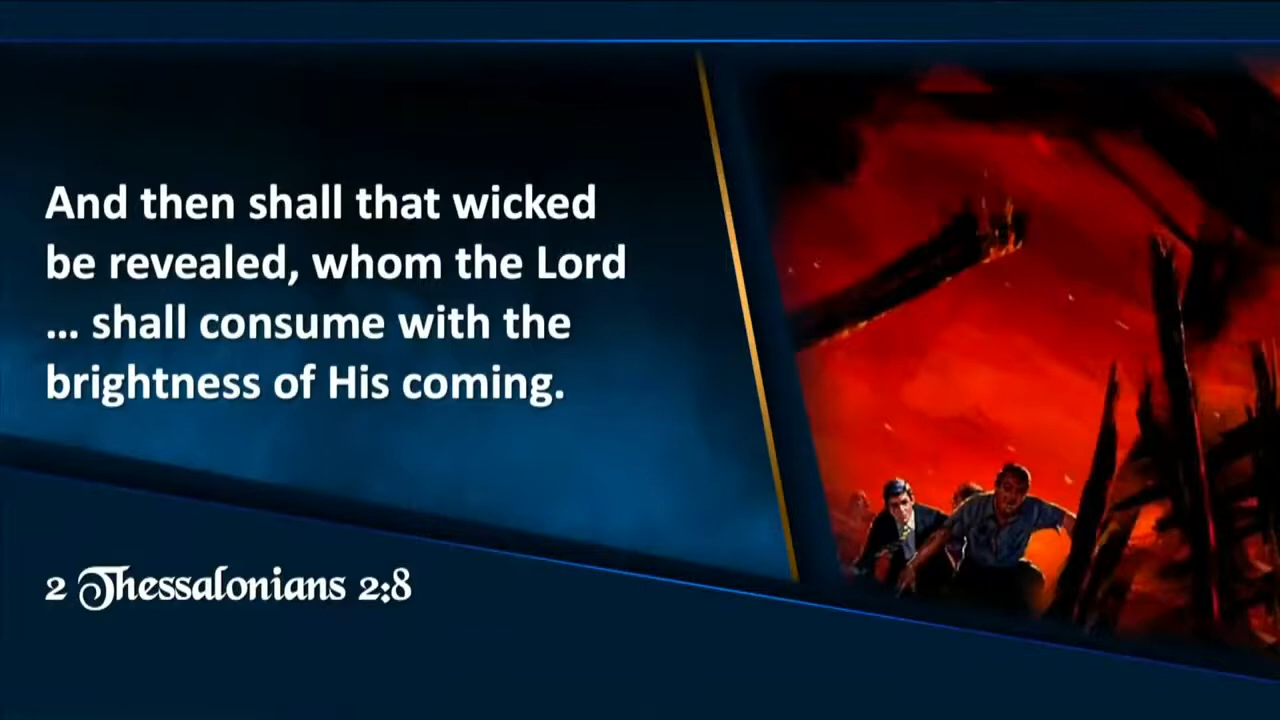 And then shall that wicked
be revealed, whom the Lord
... shall consume with the
brightness of His coming.
2 Thessalonians 2:8